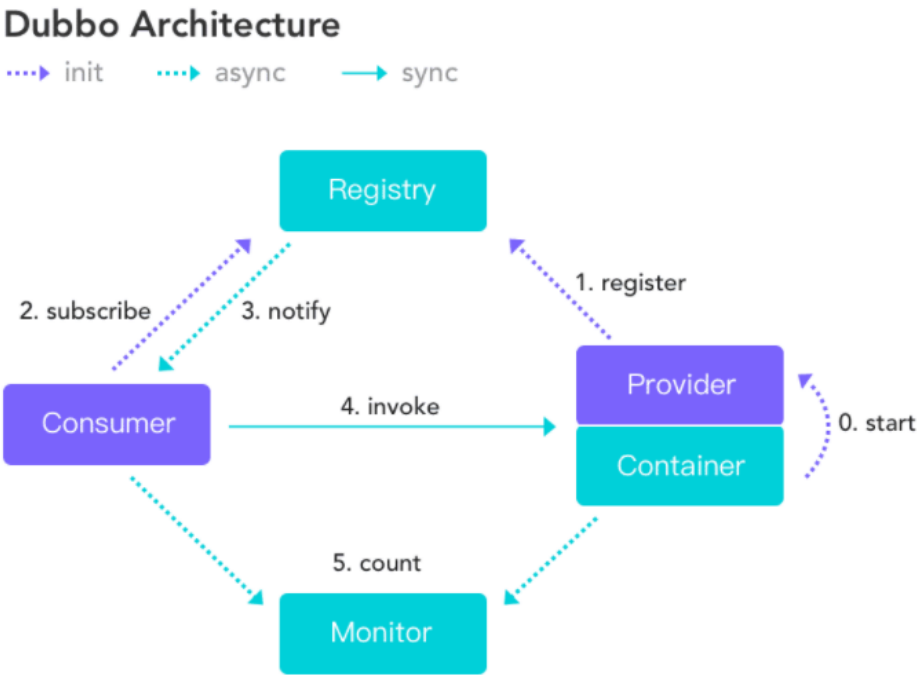 Dubbo Architecture
init async sync
Registry
1. register
2. subscribe 3. notify
Provider
4. invoke
Consumer
0. start
Container
5. count
Monitor